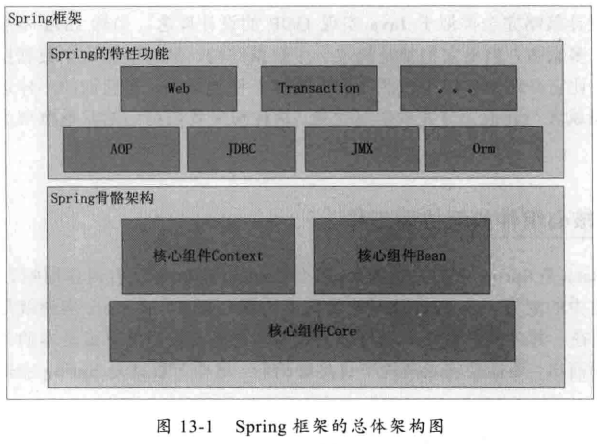 Spring框架
Spring的特性功能
Web
Transaction
。。。
AOP
JDBC
JMX
Orm
Spring骨骼架构
核心组件Context
核心组件Bean
核心组件Core
图 13-1 Spring 框架的总体架构图